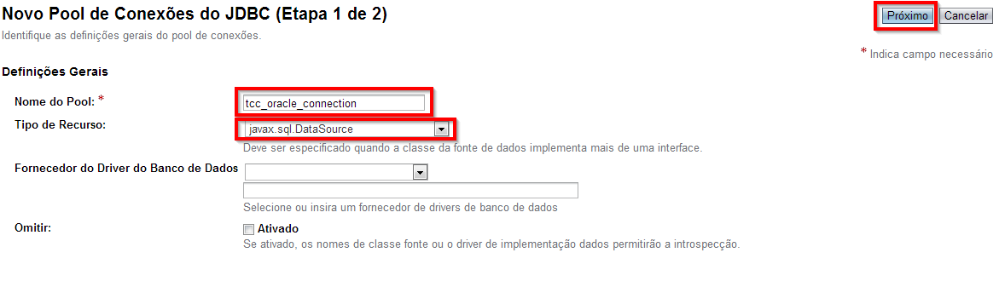 Novo Pool de Conexões do JDBC (Etapa 1 de 2)
Próximo Cancelar
Identifique as definições gerais do pool de conexões.
* Indica campo necessário
Definições Gerais
Nome do Pool: * tcc_oracle_connection
Tipo de Recurso: javax.sql.DataSource
Deve ser especificado quando a classe da fonte de dados implementa mais de uma interface.
Fornecedor do Driver do Banco de Dados
Selecione ou insira um fornecedor de drivers de banco de dados
Omitir: Ativado
Se ativado, os nomes de classe fonte ou o driver de implementação dados permitirão a introspecção.